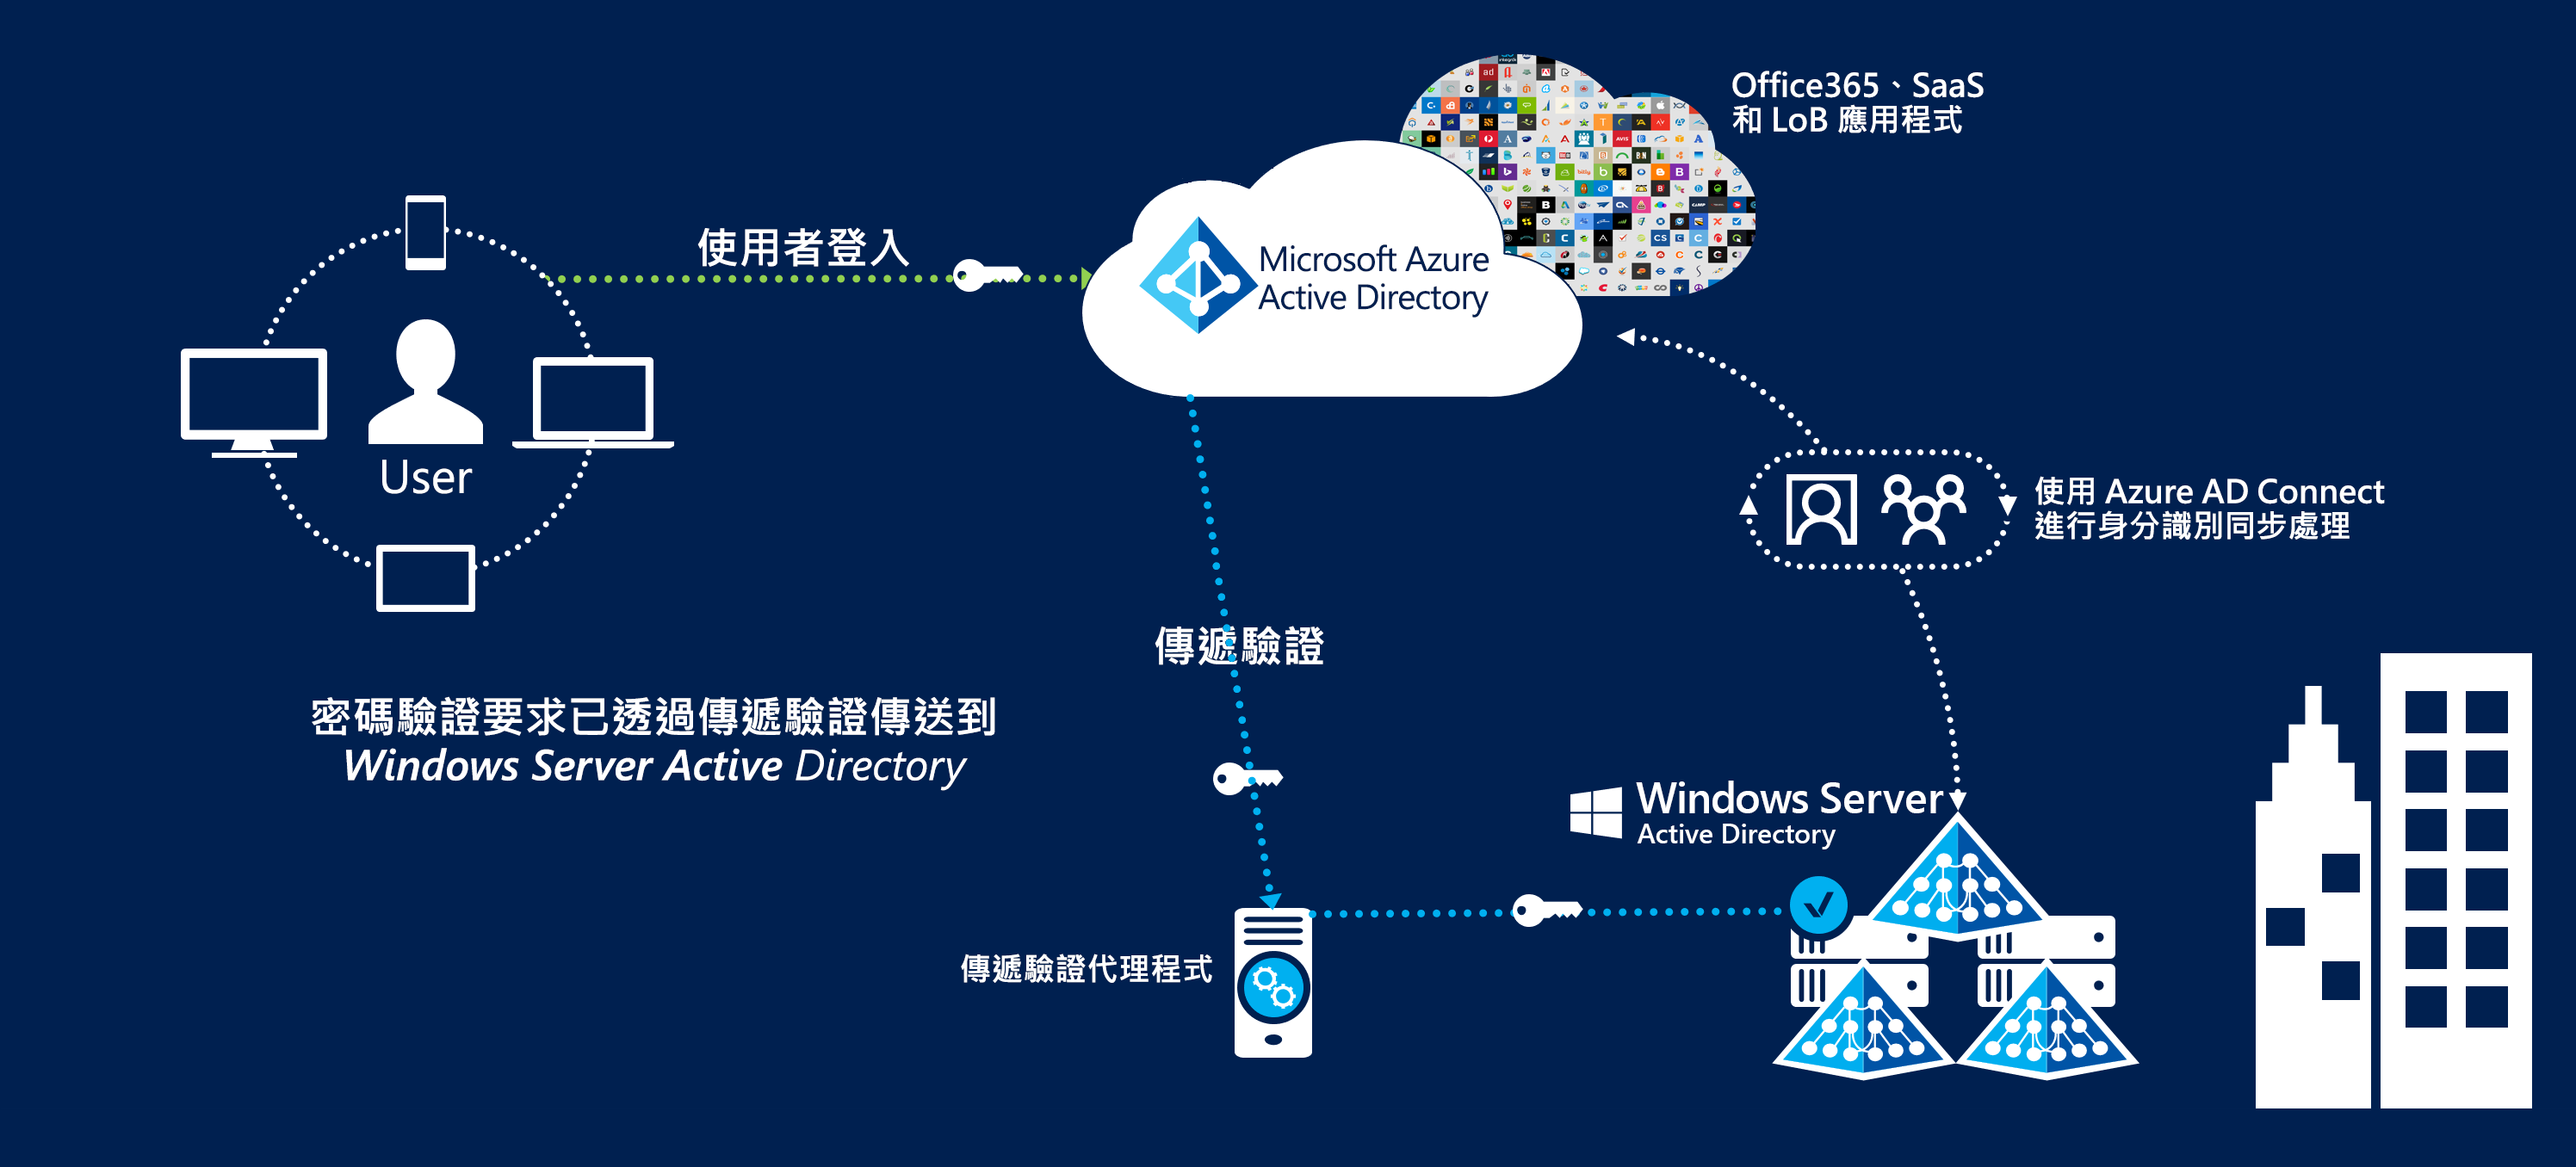 Office365、SaaS
和 LoB 應用程式
使用者登入
Microsoft Azure
Active Directory
User
使用 Azure AD Connect
進行身分識別同步處理
傳遞驗證
密碼驗證要求已透過傳遞驗證傳送到
Windows Server Active Directory
Windows Server
Active Directory
傳遞驗證代理程式